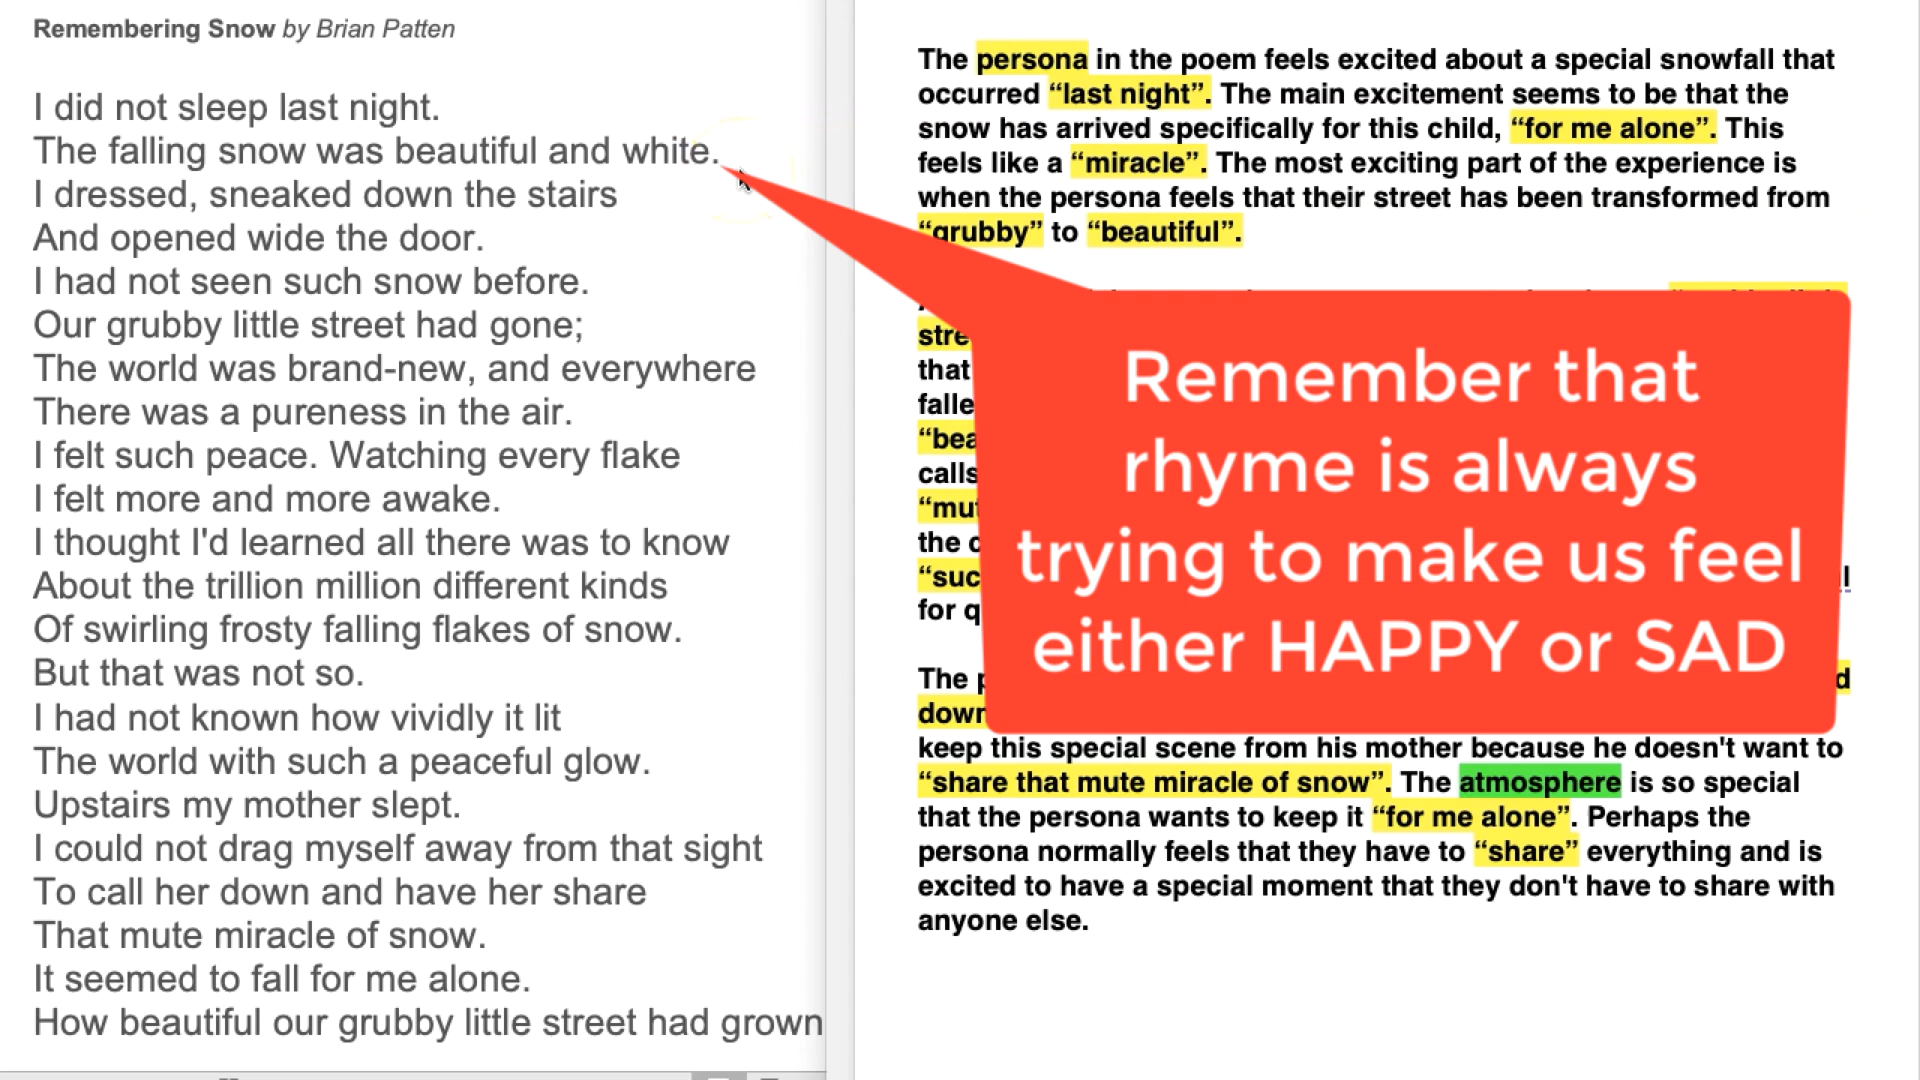 Remembering Snow by Brian Patten
I did not sleep last night.
The falling snow was beautiful and white.
I dressed, sneaked down the stairs
And opened wide the door.
I had not seen such snow before.
Our grubby little street had gone;
The world was brand-new, and everywhere
There was a pureness in the air.
I felt such peace. Watching every flake
I felt more and more awake.
I thought I'd learned all there was to know
About the trillion million different kinds
Of swirling frosty falling flakes of snow.
But that was not so.
I had not known how vividly it lit
The world with such a peaceful glow.
Upstairs my mother slept.
I could not drag myself away from that sight
To call her down and have her share
That mute miracle of snow.
It seemed to fall for me alone.
How beautiful our grubby little street had grown
The persona in the poem feels excited about a special snowfall that
occurred “last night”. The main excitement seems to be that the
snow has arrived specifically for this child, “for me alone”. This
feels like a “miracle”. The most exciting part of the experience is
when the persona feels that their street has been transformed from
“grubby” to “beautiful”.
that
calls
for
The
keep this special scene from his mother because he doesn't want to
“share that mute miracle of snow”. The atmosphere is so special
that the persona wants to keep it “for me alone”. Perhaps the
persona normally feels that they have to “share” everything and is
excited to have a special moment that they don't have to share with
anyone else.
Remember that
rhyme is always
trying to make us feel
either HAPPY or SAD